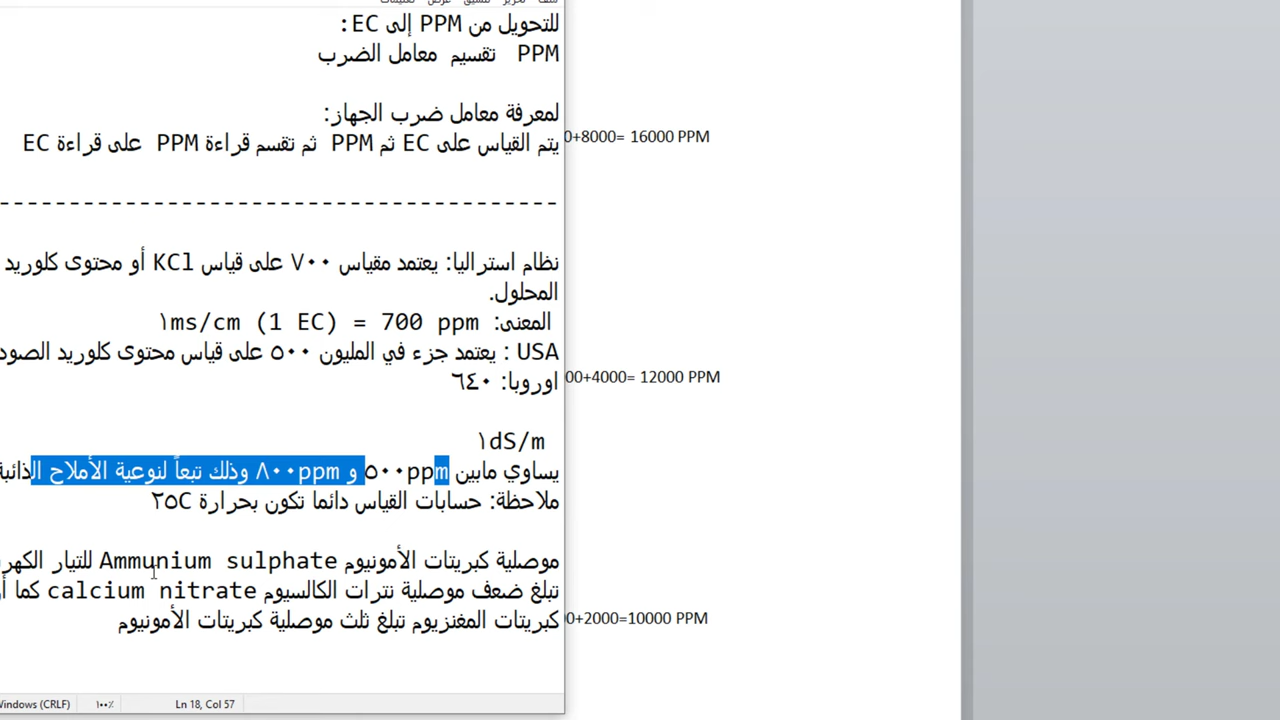 للتحويل من PPM إلى EC:
PPM تقسيم معامل الضرب
لمعرفة معامل ضرب الجهاز:
يتم القياس على EC ثم PPM ثم تقسم قراءة PPM على قراءة EC
0+8000= 16000 PPM
----------------------------------------
نظام استراليا: يعتمد مقياس ٧٠٠ على قياس KCl أو محتوى كلوريد
المحلول.
المعنى: ١ms/cm (1 EC) = 700 ppm
USA : يعتمد جزء في المليون ٥٠٠ على قياس محتوى كلوريد
اوروبا: ٦٤٠
00+4000= 12000 PPM
١dS/m
يساوي مابين ٥٠٠ppm و ٨٠٠ppm وذلك تبعاً لنوعية الأملاح الذائبة
ملاحظة: حسابات القياس دائما تكون بحرارة ٢٥C
موصلية كبريتات الأمونيوم Ammunium sulphate للتيار
تبلغ ضعف موصلية نترات الكالسيوم calcium nitrate كما
كبريتات المغنزيوم تبلغ ثلث موصلية كبريتات الأمونيوم
0+2000=10000 PPM
Windows (CRLF) ١٠٠٪ Ln 18, Col 57